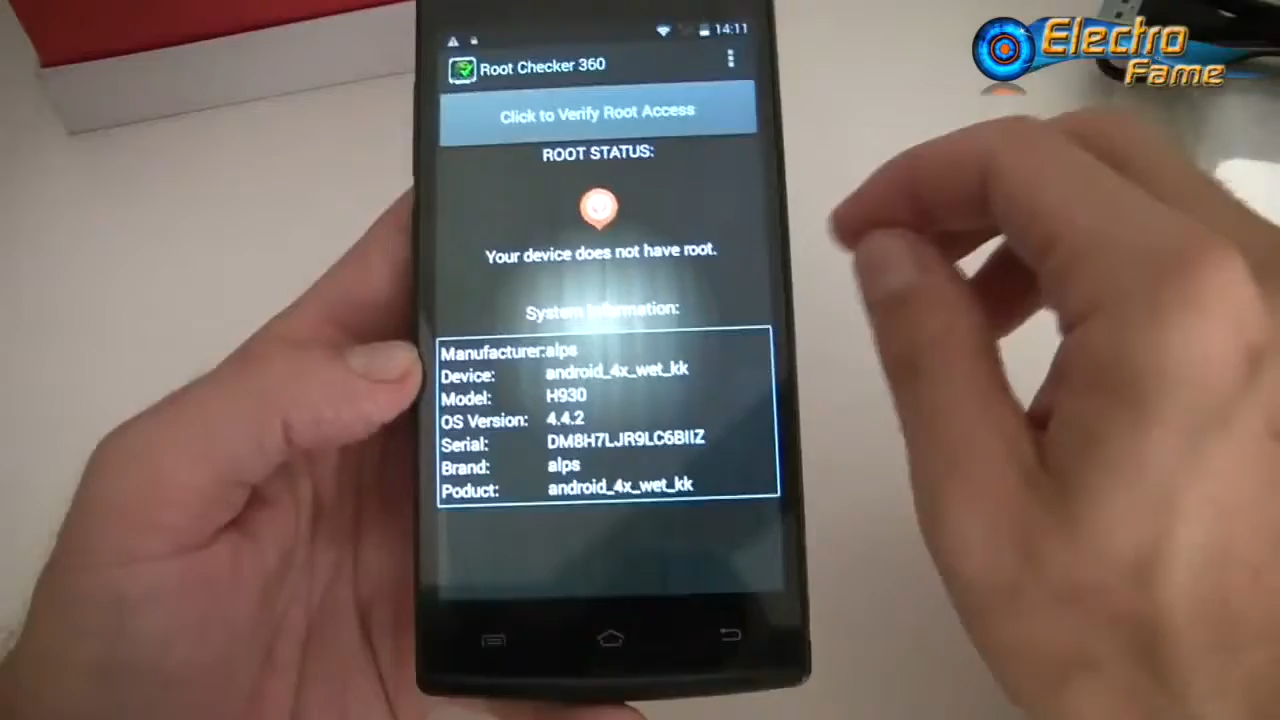 14:11
Electro
Fame
Root Checker 360
Click to Verify Root Access
ROOT STATUS:
Your device does not have root.
System Information:
Manufacturer:alps
Device: android_4x_wet_kk
Model: H930
OS Version: 4.4.2
Serial: DM8H7LJR9LC6BIIZ
Brand: alps
Poduct: android_4x_wet_kk